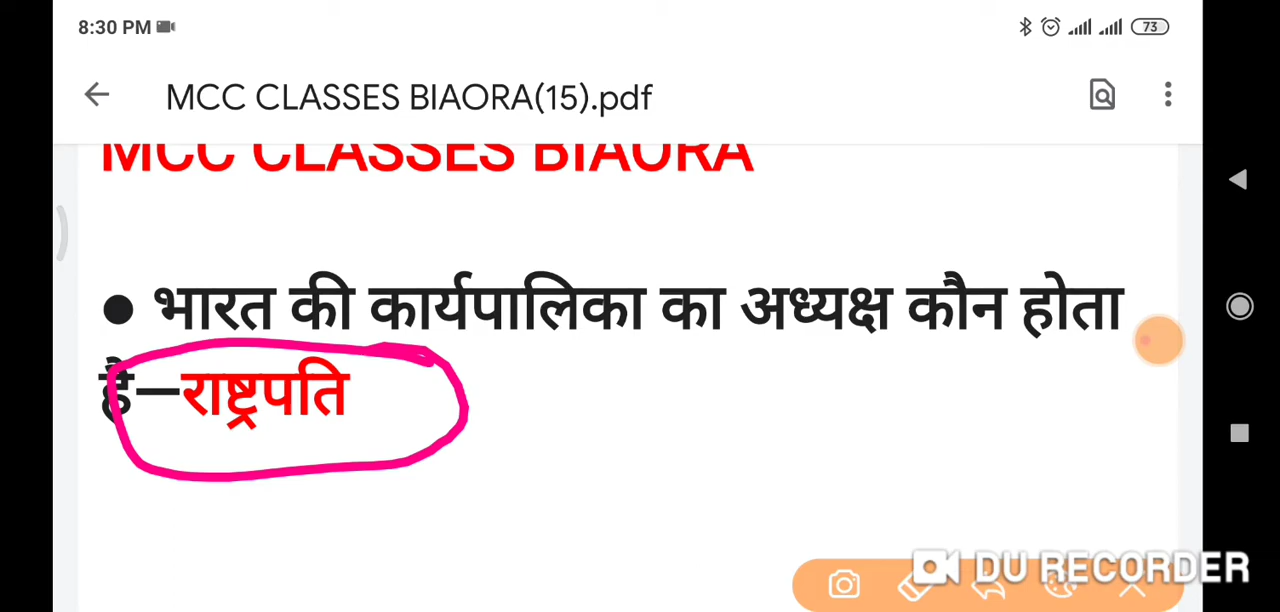 8:30 PM
73
MCC CLASSES BIAORA(15).pdf
MCC CLASSES BIAORA
● भारत की कार्यपालिका का अध्यक्ष कौन होता
है—राष्ट्रपति
DU RECORDER